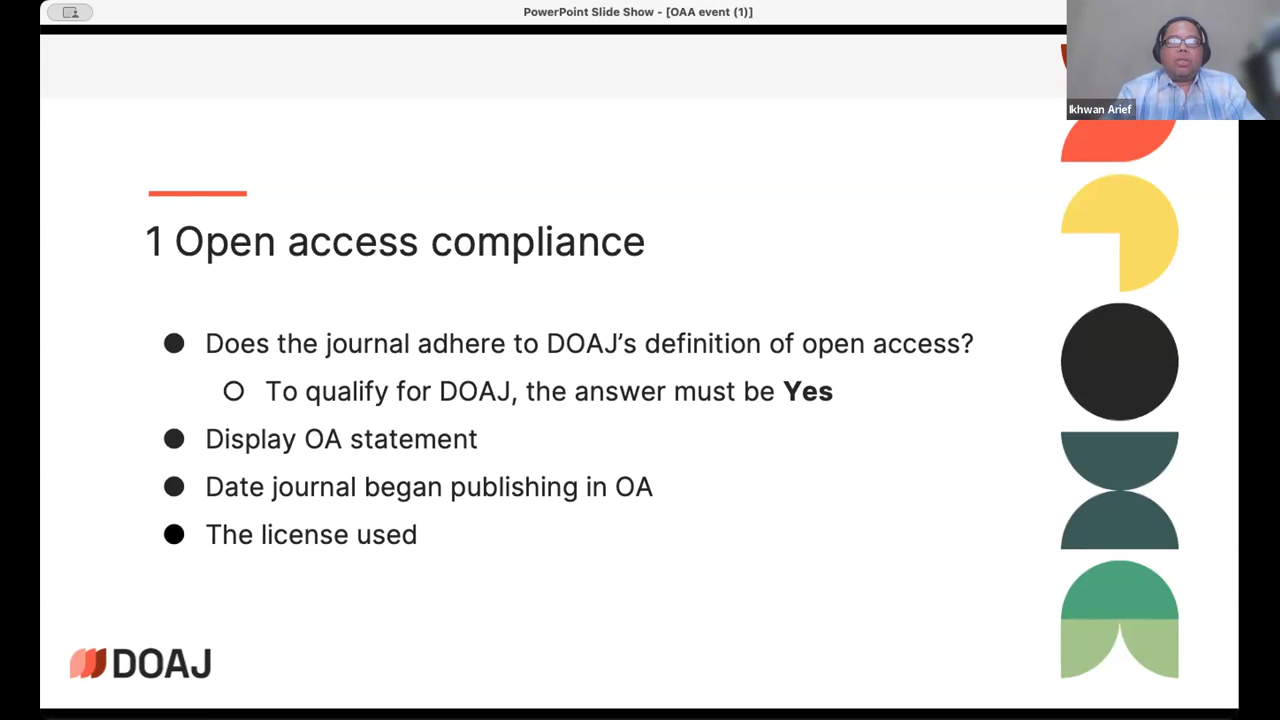 PowerPoint Slide Show - [OAA event (1)]
Ikhwan Arief
1 Open access compliance
● Does the journal adhere to DOAJ’s definition of open access?
○ To qualify for DOAJ, the answer must be Yes
● Display OA statement
● Date journal began publishing in OA
● The license used
DOAJ